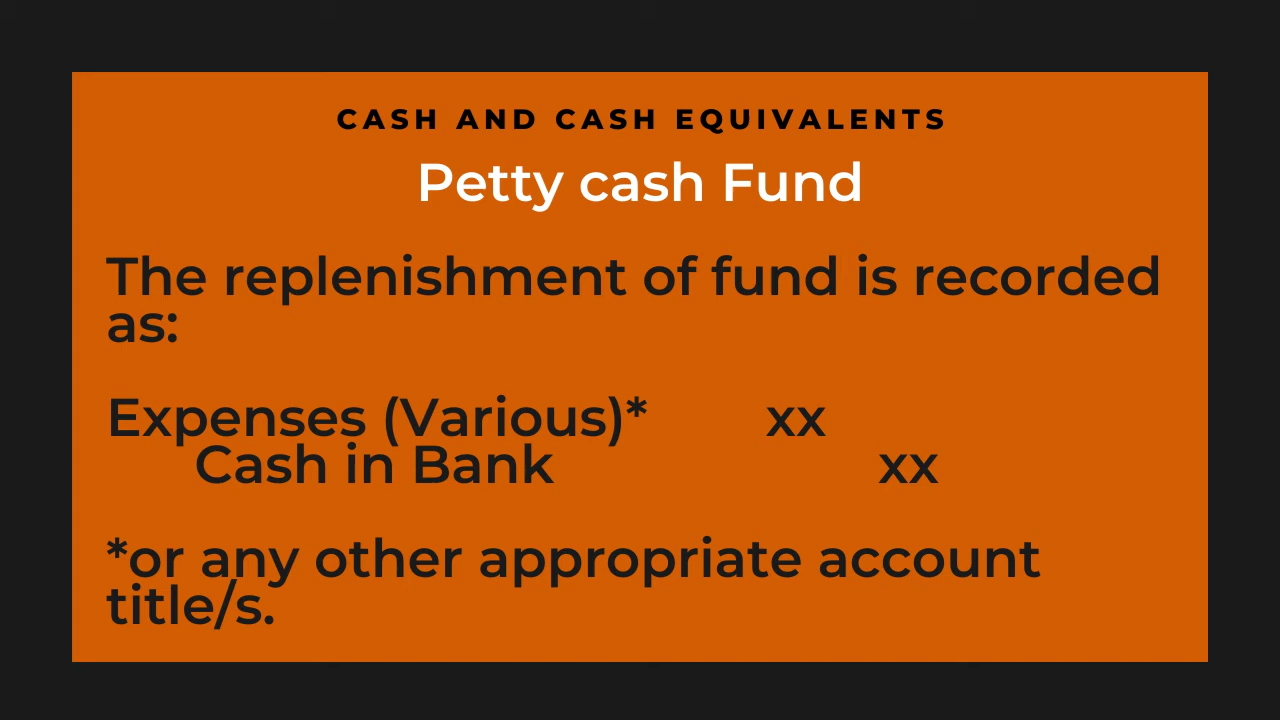 CASH AND CASH EQUIVALENTS
Petty cash Fund
The replenishment of fund is recorded
as:
Expenses (Various)* xx
Cash in Bank xx
*or any other appropriate account
title/s.